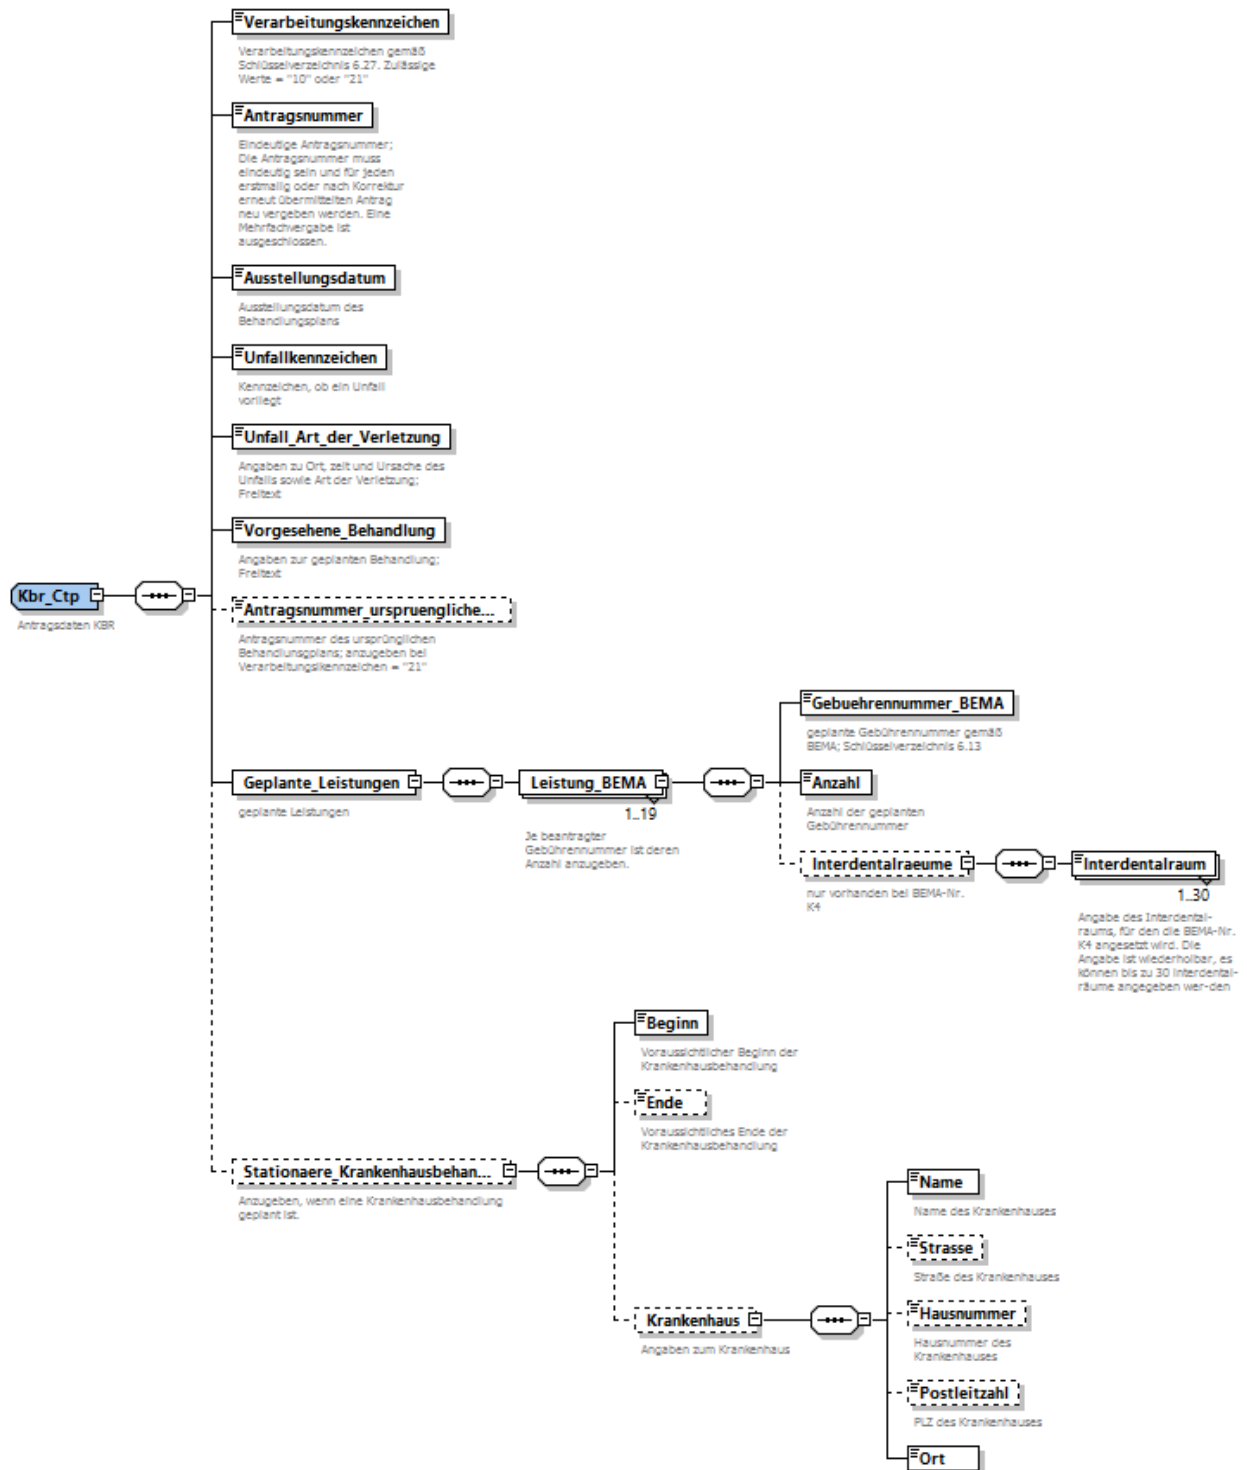 Verarbeitungskennzeichen
Verarbeitungskennzeichen gemäß
Schlüsselverzeichnis 6.27. Zulässige
Werte = "10" oder "21"
Antragsnummer
Eindeutige Antragsnummer;
Die Antragsnummer muss
eindeutig sein und für jeden
erstmalig oder nach Korrektur
erneut übermittelten Antrag
neu vergeben werden. Eine
Mehrfachvergabe ist
ausgeschlossen.
Ausstellungsdatum
Ausstellungsdatum des
Behandlungsplans
Unfallkennzeichen
Kennzeichen, ob ein Unfall
vorliegt
Unfall_Art_der_Verletzung
Angaben zu Ort, zeit und Ursache des
Unfalls sowie Art der Verletzung;
Freitext
Vorgesehene_Behandlung
Angaben zur geplanten Behandlung;
Freitext
Kbr_Ctp
Antragsdaten KBR
Antragsnummer_urspruengliche...
Antragsnummer des ursprünglichen
Behandlunsgplans; anzugeben bei
Verarbeitungslkennzeichen = "21"
Geplante_Leistungen
geplante Leistungen
Leistung_BEMA
1..19
Je beantragter
Gebührennummer ist deren
Anzahl anzugeben.
Gebuehrennummer_BEMA
geplante Gebührennummer gemäß
BEMA; Schlüsselverzeichnis 6.13
Anzahl
Anzahl der geplanten
Gebührennummer
Interdentalraeume
nur vorhanden bei BEMA-Nr.
K4
Interdentalraum
1..30
Angabe des Interdental-
raums, für den die BEMA-Nr.
K4 angesetzt wird. Die
Angabe ist wiederholbar, es
können bis zu 30 Interdental-
räume angegeben wer-den
Stationaere_Krankenhausbehan...
Anzugeben, wenn eine Krankenhausbehandlung
geplant ist.
Beginn
Voraussichtlicher Beginn der
Krankenhausbehandlung
Ende
Voraussichtliches Ende der
Krankenhausbehandlung
Krankenhaus
Angaben zum Krankenhaus
Name
Name des Krankenhauses
Strasse
Straße des Krankenhauses
Hausnummer
Hausnummer des
Krankenhauses
Postleitzahl
PLZ des Krankenhauses
Ort